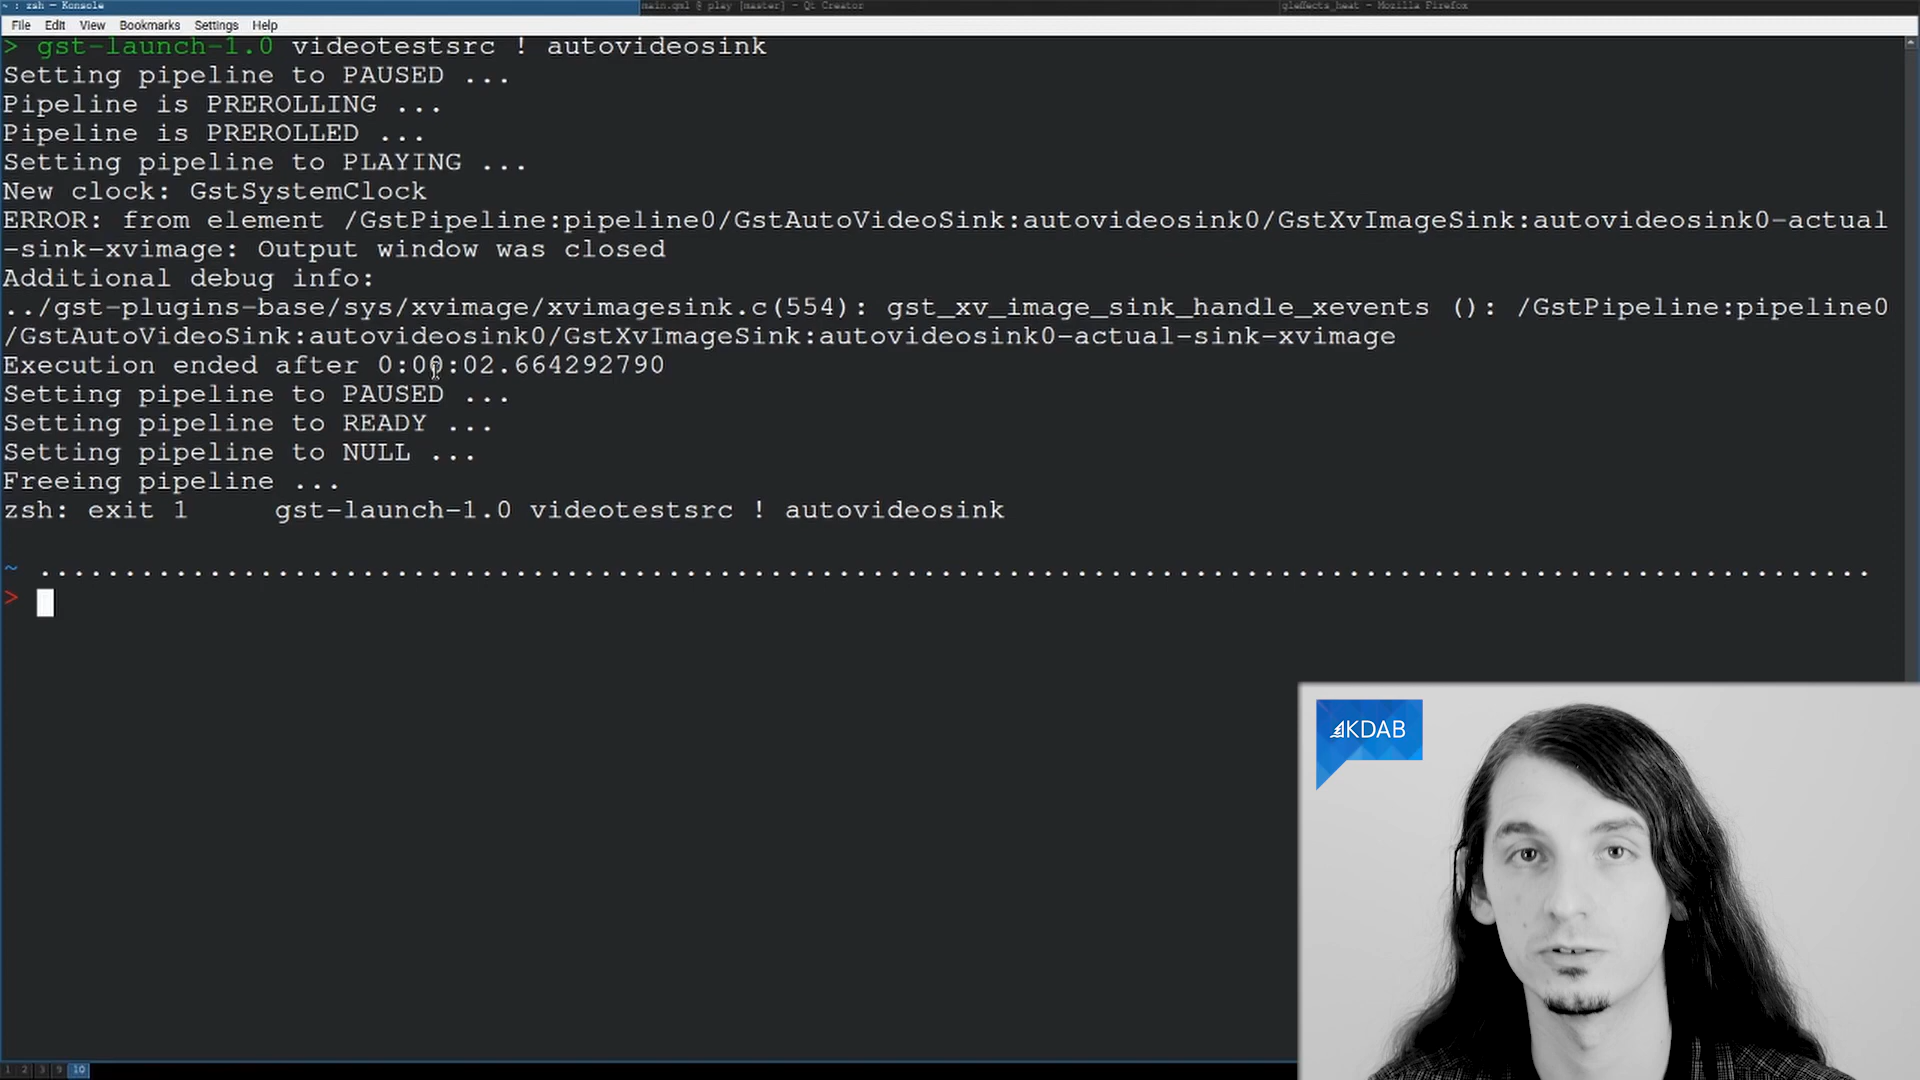 ~ : zsh — Konsole
main.qml @ play [master] - Qt Creator
gleffects_heat — Mozilla Firefox
File Edit View Bookmarks Settings Help
> gst-launch-1.0 videotestsrc ! autovideosink
Setting pipeline to PAUSED ...
Pipeline is PREROLLING ...
Pipeline is PREROLLED ...
Setting pipeline to PLAYING ...
New clock: GstSystemClock
ERROR: from element /GstPipeline:pipeline0/GstAutoVideoSink:autovideosink0/GstXvImageSink:autovideosink0-actual
-sink-xvimage: Output window was closed
Additional debug info:
../gst-plugins-base/sys/xvimage/xvimagesink.c(554): gst_xv_image_sink_handle_xevents (): /GstPipeline:pipeline0
/GstAutoVideoSink:autovideosink0/GstXvImageSink:autovideosink0-actual-sink-xvimage
Execution ended after 0:00:02.664292790
Setting pipeline to PAUSED ...
Setting pipeline to READY ...
Setting pipeline to NULL ...
Freeing pipeline ...
zsh: exit 1     gst-launch-1.0 videotestsrc ! autovideosink
~ ............................................................................................................
>
KDAB
1 2 3 9 10